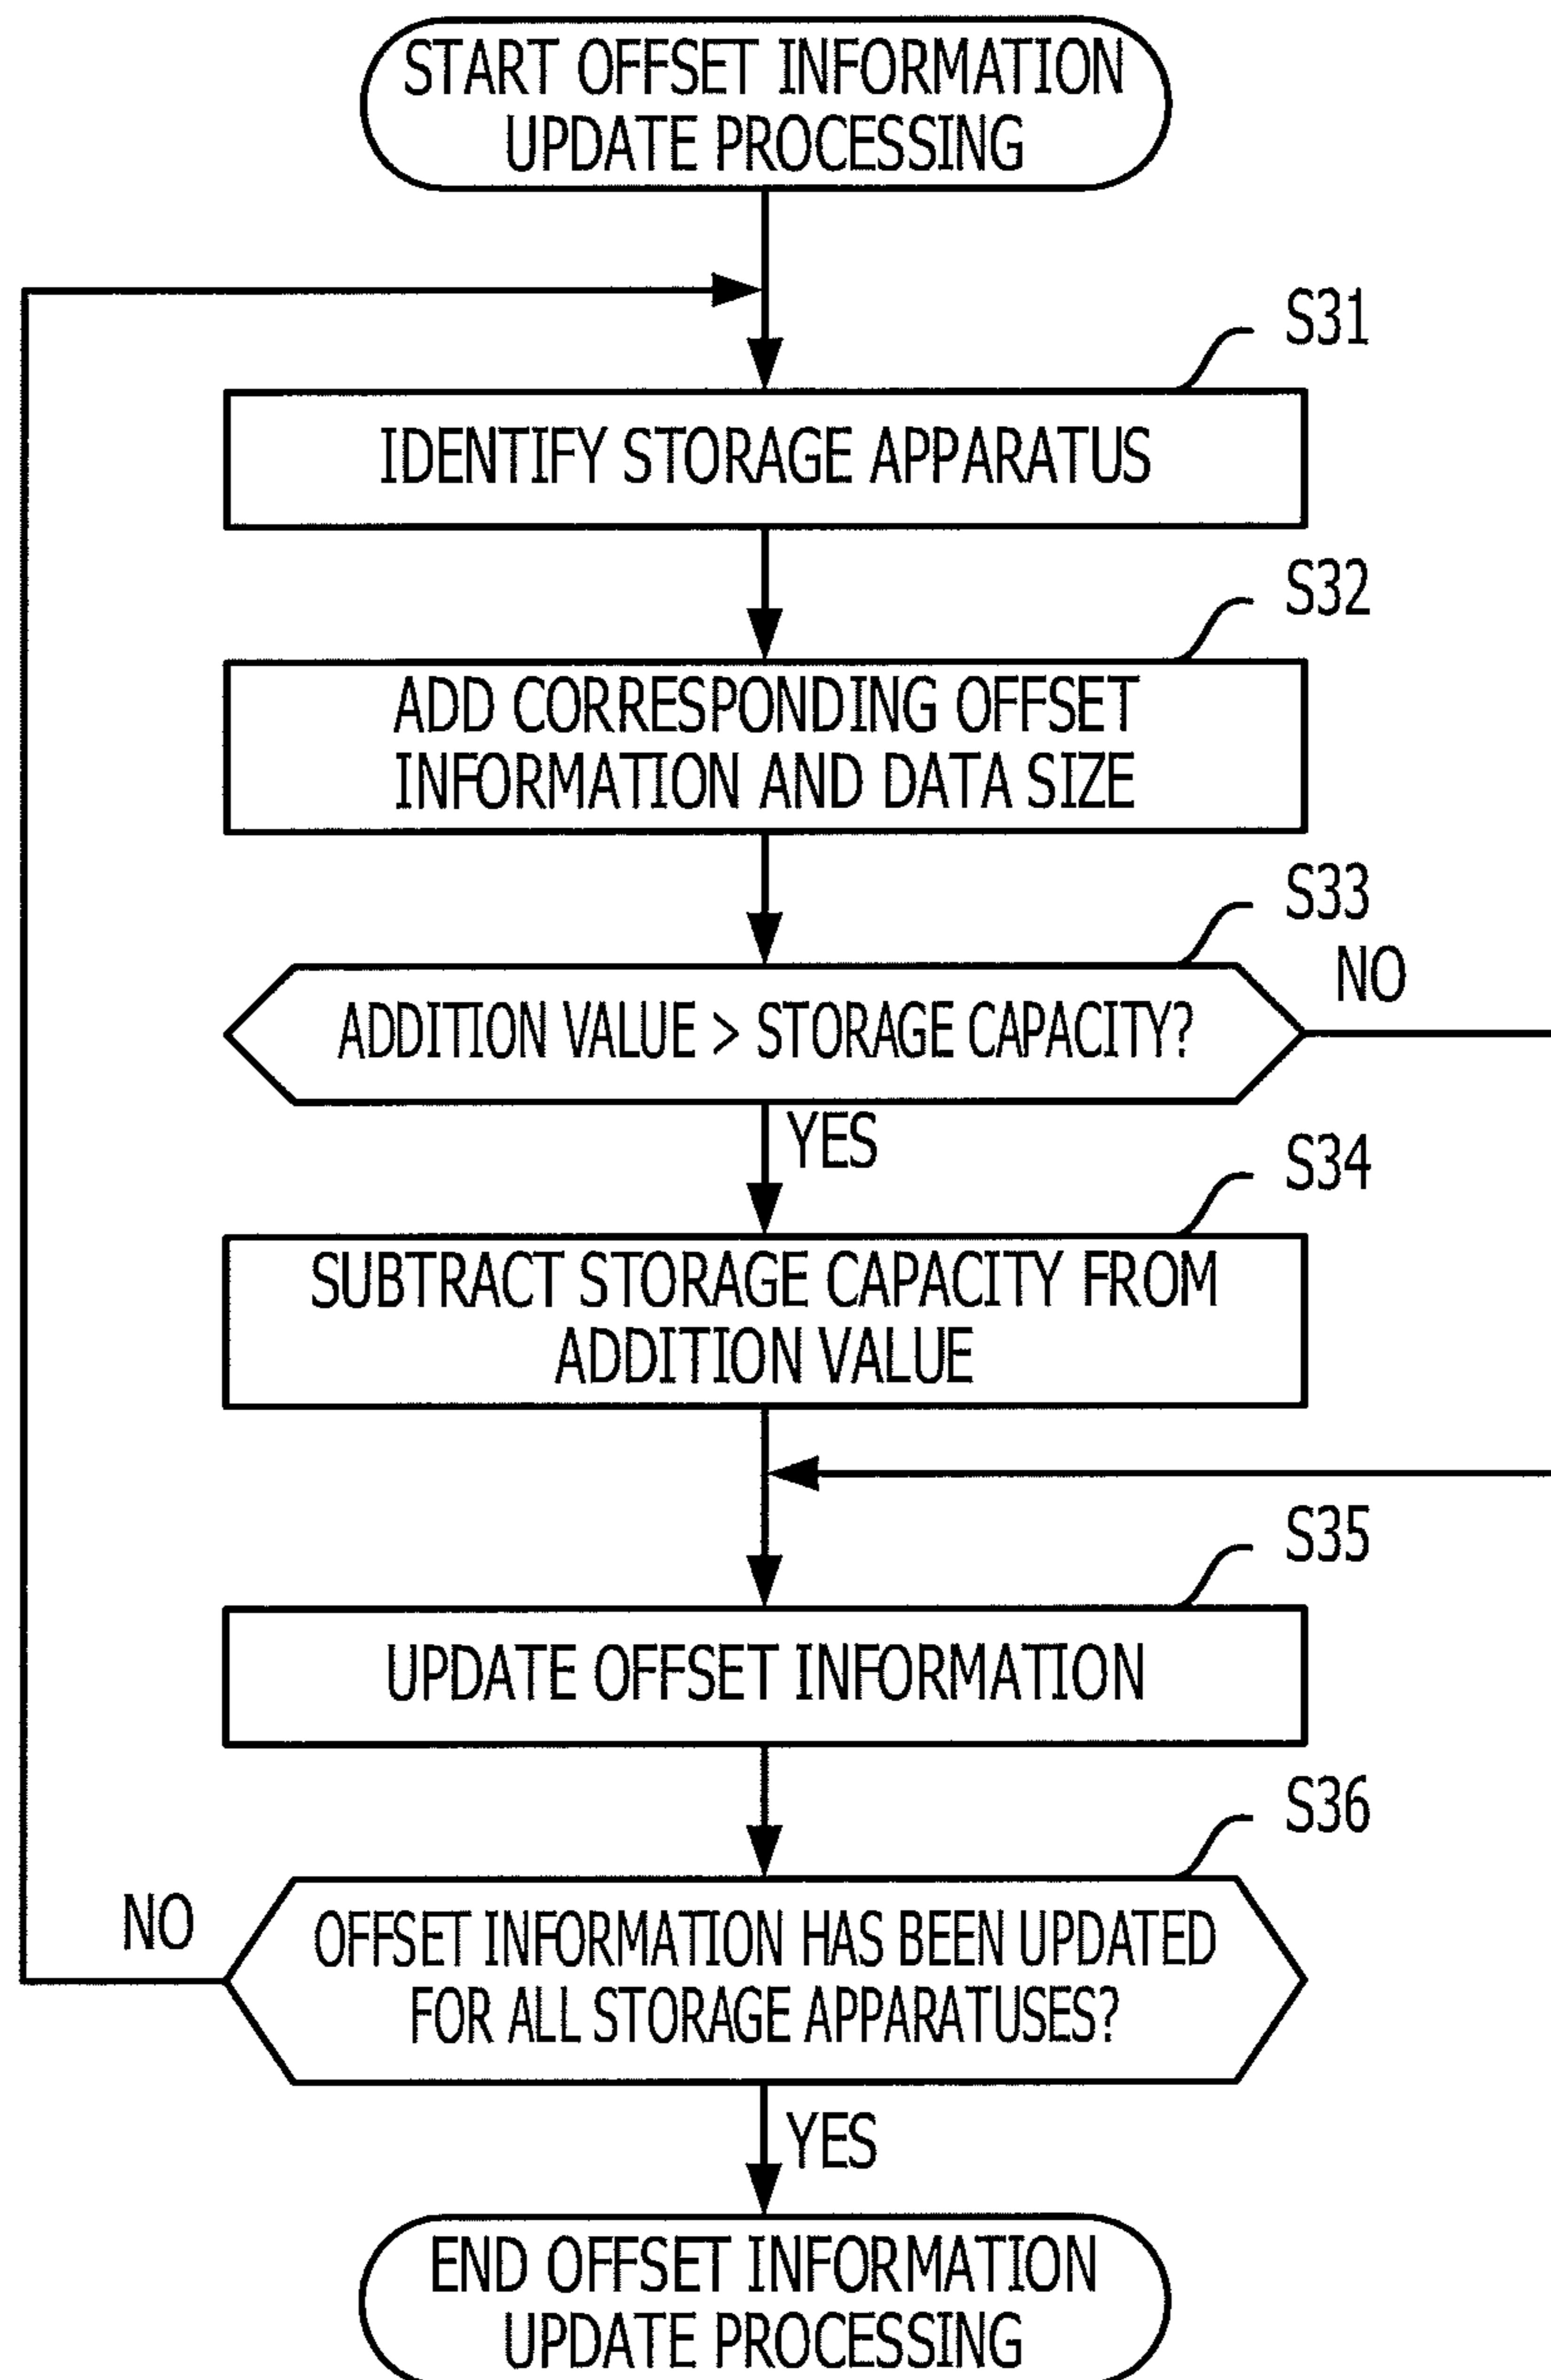 START OFFSET INFORMATION
UPDATE PROCESSING
S31
IDENTIFY STORAGE APPARATUS
S32
ADD CORRESPONDING OFFSET
INFORMATION AND DATA SIZE
S33
NO
ADDITION VALUE > STORAGE CAPACITY?
YES
S34
SUBTRACT STORAGE CAPACITY FROM
ADDITION VALUE
S35
UPDATE OFFSET INFORMATION
S36
NO
OFFSET INFORMATION HAS BEEN UPDATED
FOR ALL STORAGE APPARATUSES?
YES
END OFFSET INFORMATION
UPDATE PROCESSING